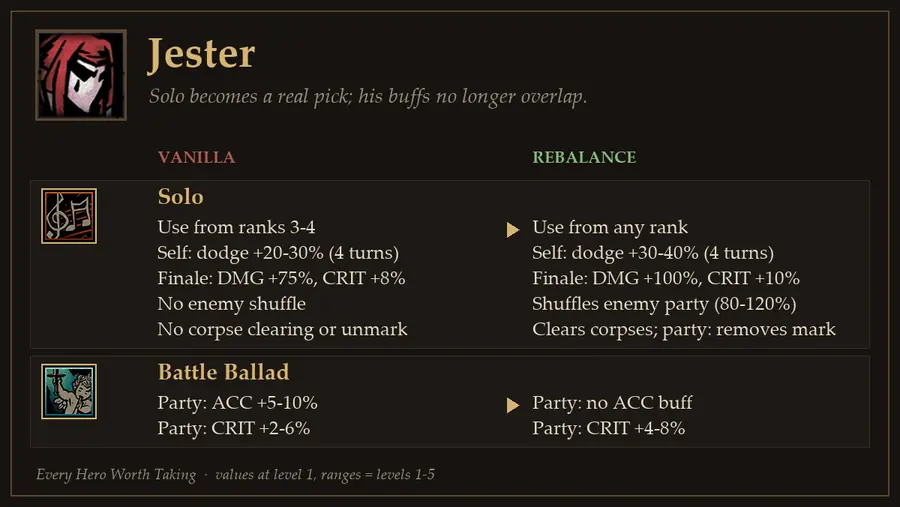 Jester
Solo becomes a real pick; his buffs no longer overlap.
VANILLA
REBALANCE
Solo
Use from ranks 3-4
Use from any rank
Self: dodge +20-30% (4 turns)
Self: dodge +30-40% (4 turns)
Finale: DMG +75%, CRIT +8%
Finale: DMG +100%, CRIT +10%
No enemy shuffle
Shuffles enemy party (80-120%)
No corpse clearing or unmark
Clears corpses; party: removes mark
Battle Ballad
Party: ACC +5-10%
Party: no ACC buff
Party: CRIT +2-6%
Party: CRIT +4-8%
Every Hero Worth Taking · values at level 1, ranges = levels 1-5